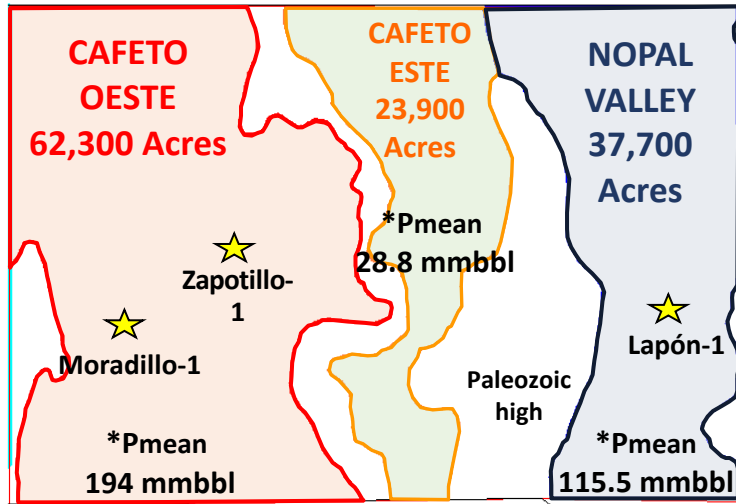 CAFETO
OESTE
62,300 Acres
CAFETO
ESTE
23,900
Acres
NOPAL
VALLEY
37,700
Acres
*Pmean
28.8 mmbbl
Zapotillo-
1
Moradillo-1
Lapón-1
Paleozoic
high
*Pmean
194 mmbbl
*Pmean
115.5 mmbbl